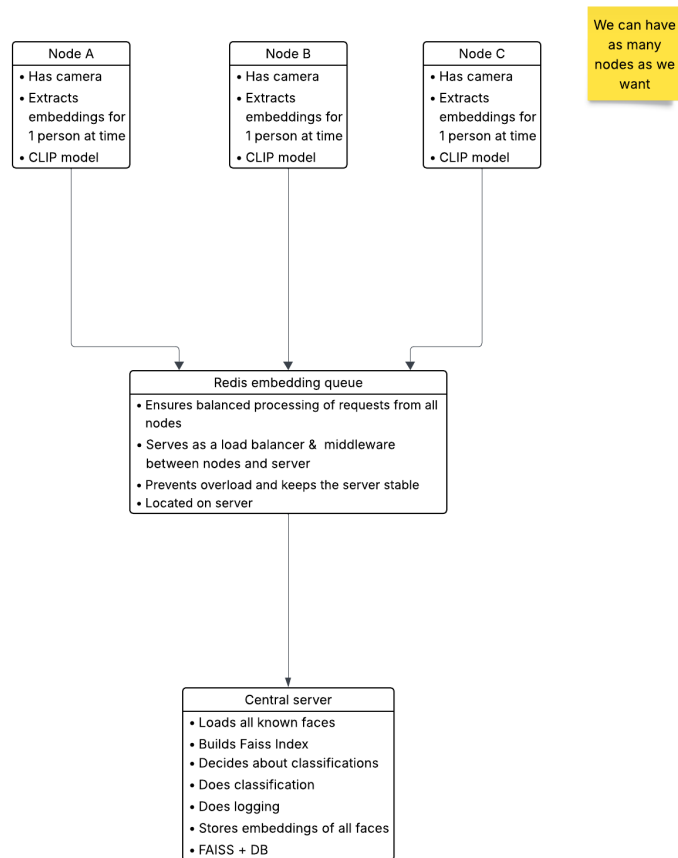 We can have
as many
nodes as we
want
Node A
• Has camera
• Extracts
embeddings for
1 person at time
• CLIP model
Node B
• Has camera
• Extracts
embeddings for
1 person at time
• CLIP model
Node C
• Has camera
• Extracts
embeddings for
1 person at time
• CLIP model
Redis embedding queue
• Ensures balanced processing of requests from all
nodes
• Serves as a load balancer & middleware
between nodes and server
• Prevents overload and keeps the server stable
• Located on server
Central server
• Loads all known faces
• Builds Faiss Index
• Decides about classifications
• Does classification
• Does logging
• Stores embeddings of all faces
• FAISS + DB